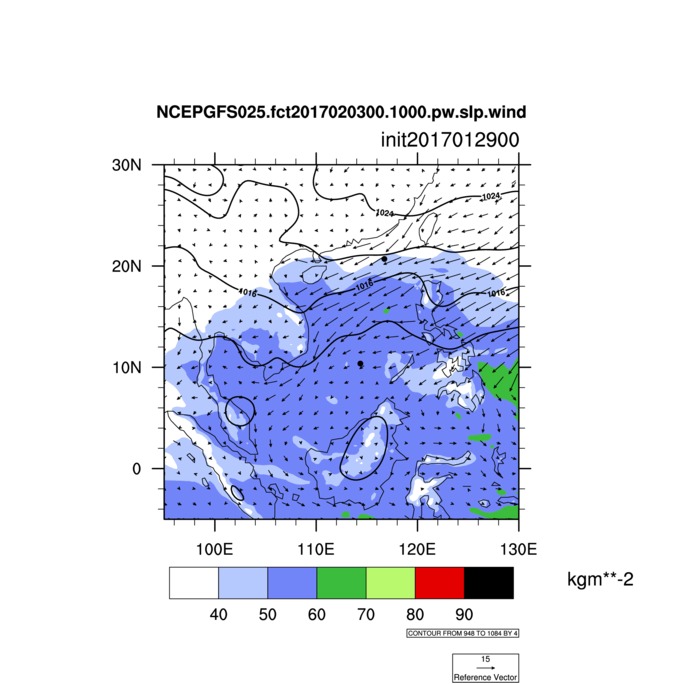 NCEPGFS025.fct2017020300.1000.pw.slp.wind
init2017012900
30N
1024
1024
20N
1016
1016
1016
10N
0
100E 110E 120E 130E
kgm**-2
40 50 60 70 80 90
CONTOUR FROM 948 TO 1084 BY 4
15
Reference Vector